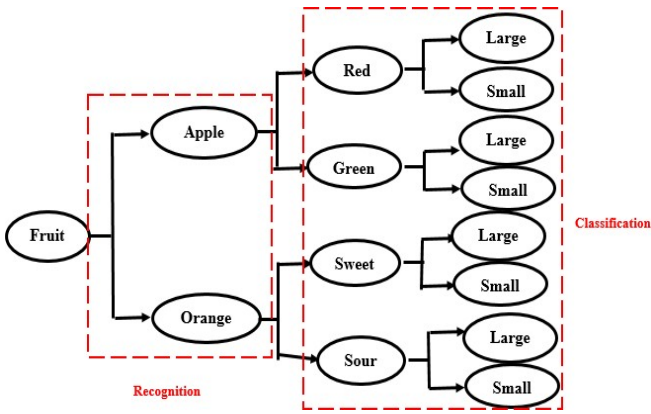 Fruit
Apple
Orange
Red
Green
Sweet
Sour
Large
Small
Large
Small
Large
Small
Large
Small
Recognition
Classification